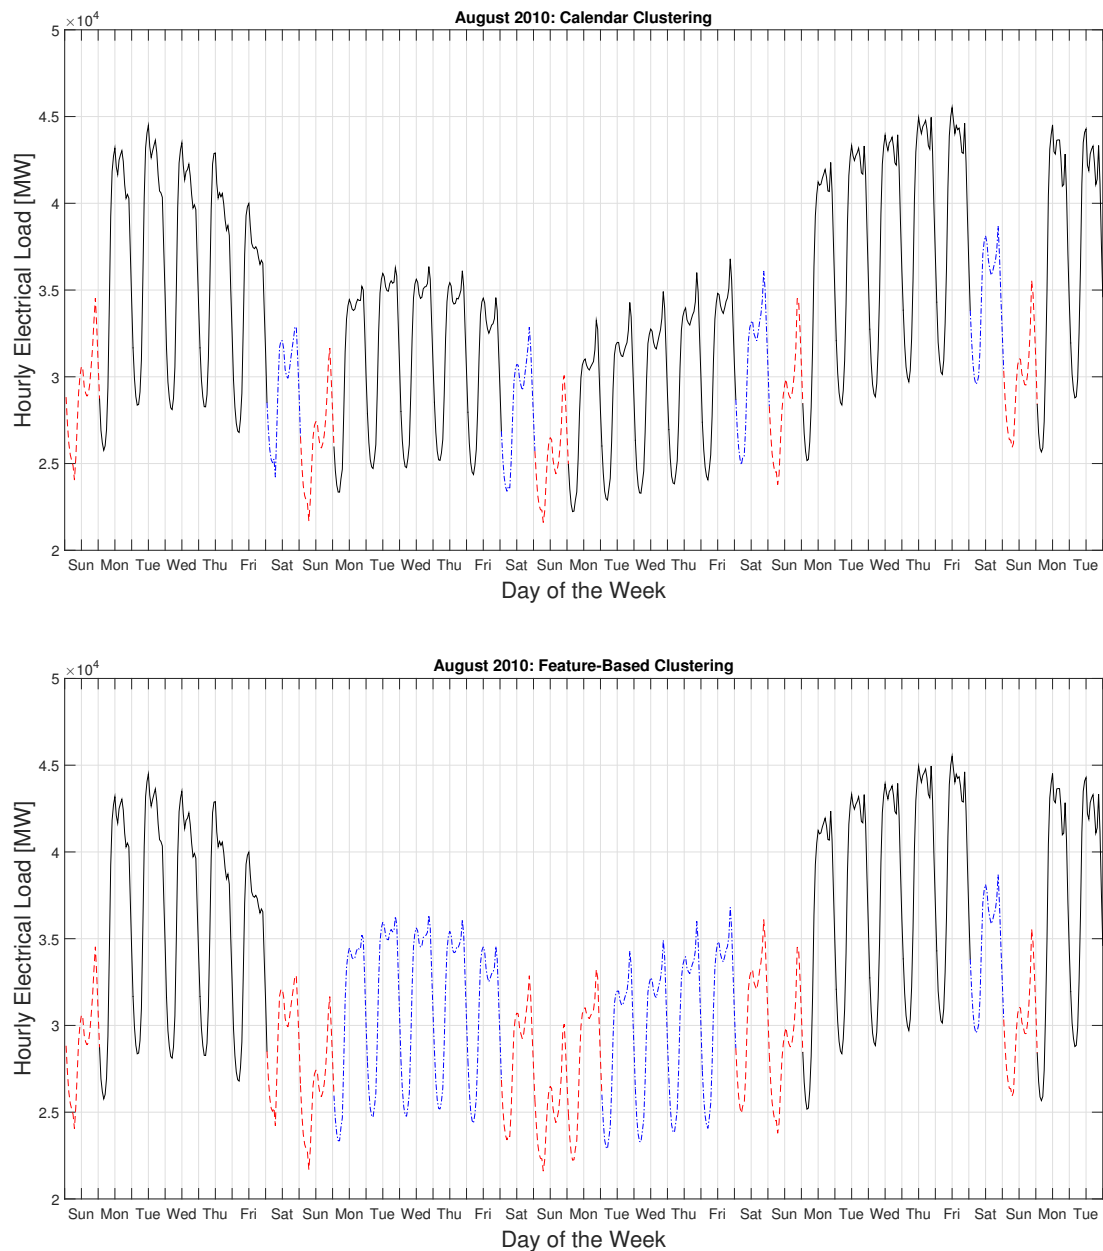 August 2010: Calendar Clustering
×10⁴
5
4.5
4
3.5
3
2.5
2
Hourly Electrical Load [MW]
Sun Mon Tue Wed Thu Fri Sat Sun Mon Tue Wed Thu Fri Sat Sun Mon Tue Wed Thu Fri Sat Sun Mon Tue Wed Thu Fri Sat Sun Mon Tue
Day of the Week
August 2010: Feature-Based Clustering
×10⁴
5
4.5
4
3.5
3
2.5
2
Hourly Electrical Load [MW]
Sun Mon Tue Wed Thu Fri Sat Sun Mon Tue Wed Thu Fri Sat Sun Mon Tue Wed Thu Fri Sat Sun Mon Tue Wed Thu Fri Sat Sun Mon Tue
Day of the Week